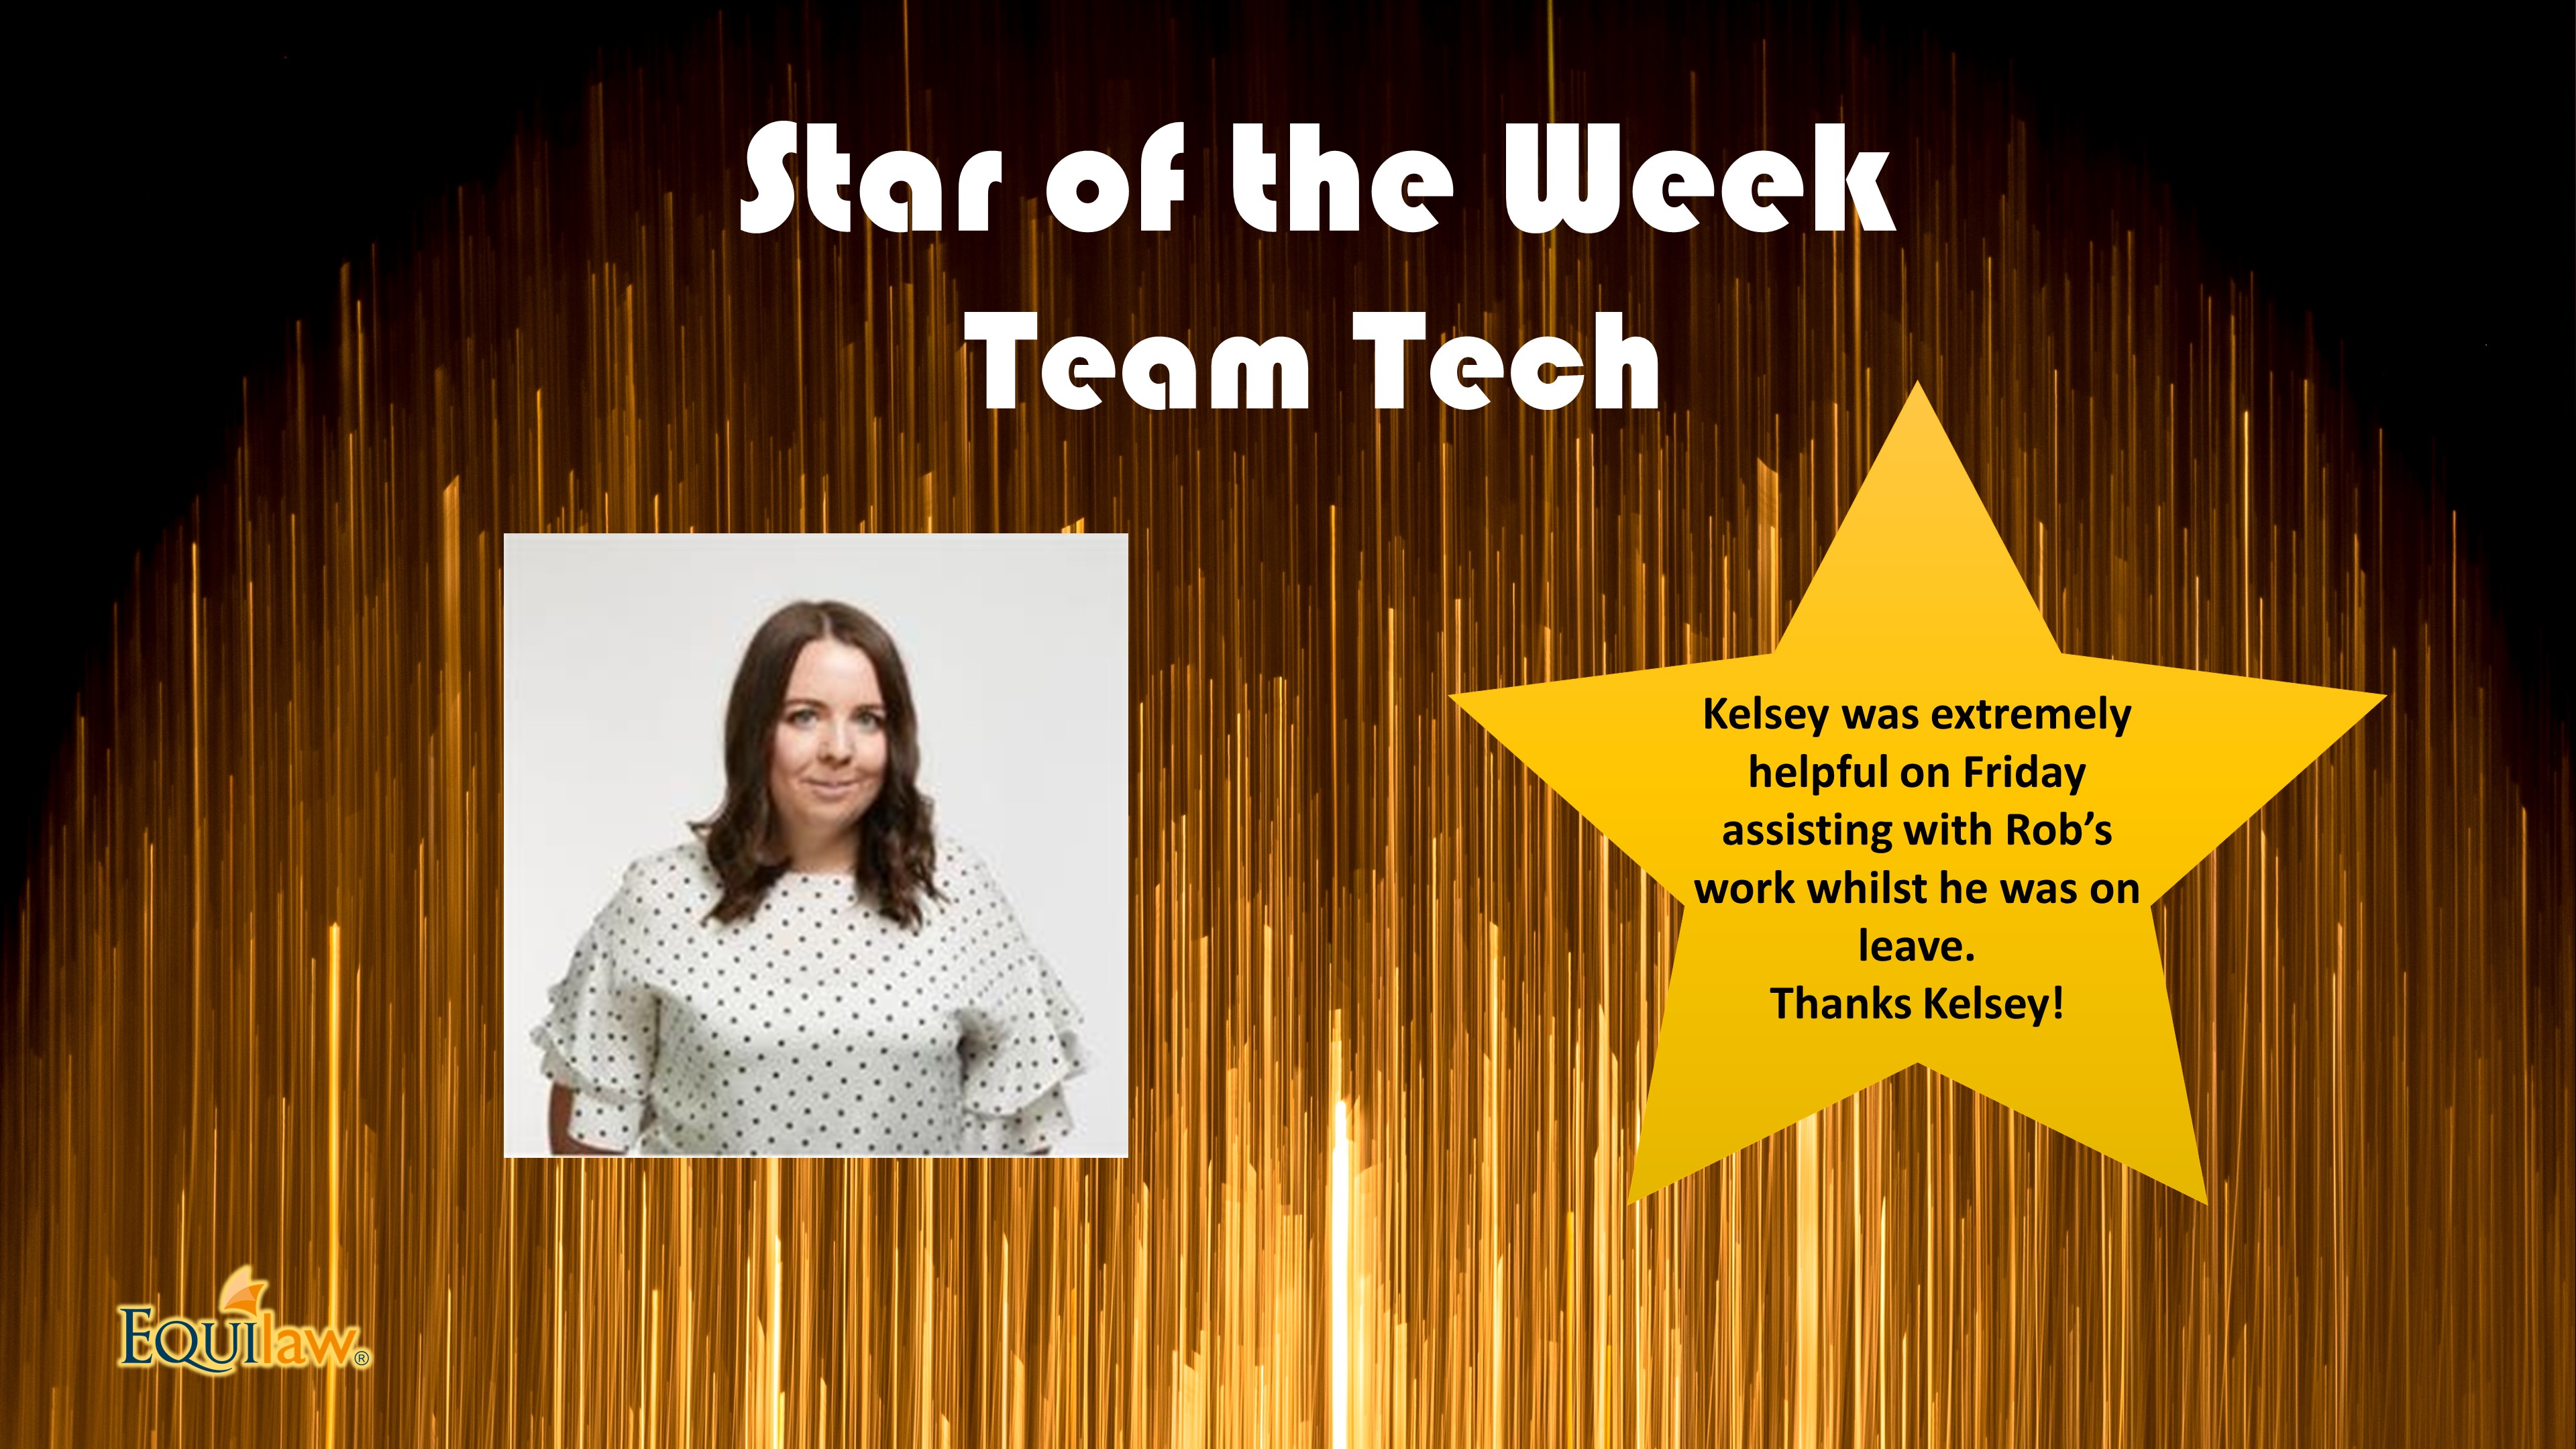 Star of the Week
Team Tech
Kelsey was extremely
helpful on Friday
assisting with Rob’s
work whilst he was on
leave.
Thanks Kelsey!
EQUIlaw®